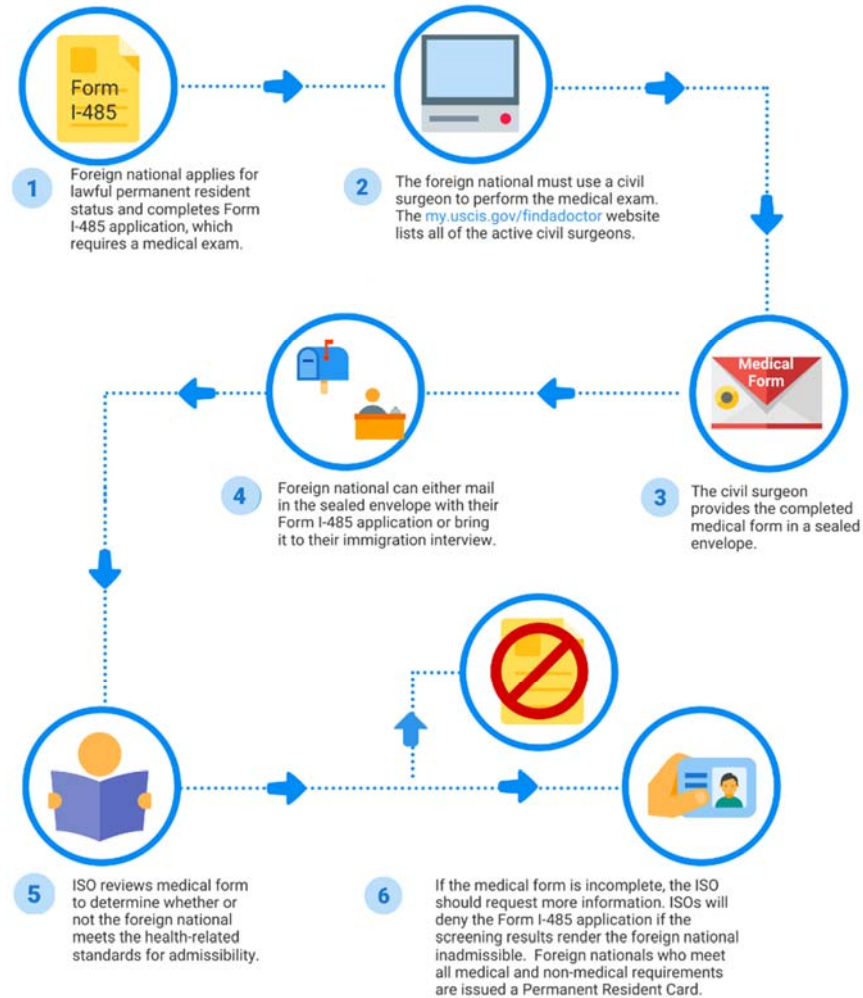 Form
I-485
1
Foreign national applies for
lawful permanent resident
status and completes Form
I-485 application, which
requires a medical exam.
2
The foreign national must use a civil
surgeon to perform the medical exam.
The my.uscis.gov/findadoctor website
lists all of the active civil surgeons.
Medical
Form
3
The civil surgeon
provides the completed
medical form in a sealed
envelope.
4
Foreign national can either mail
in the sealed envelope with their
Form I-485 application or bring
it to their immigration interview.
5
ISO reviews medical form
to determine whether or
not the foreign national
meets the health-related
standards for admissibility.
6
If the medical form is incomplete, the ISO
should request more information. ISOs will
deny the Form I-485 application if the
screening results render the foreign national
inadmissible. Foreign nationals who meet
all medical and non-medical requirements
are issued a Permanent Resident Card.